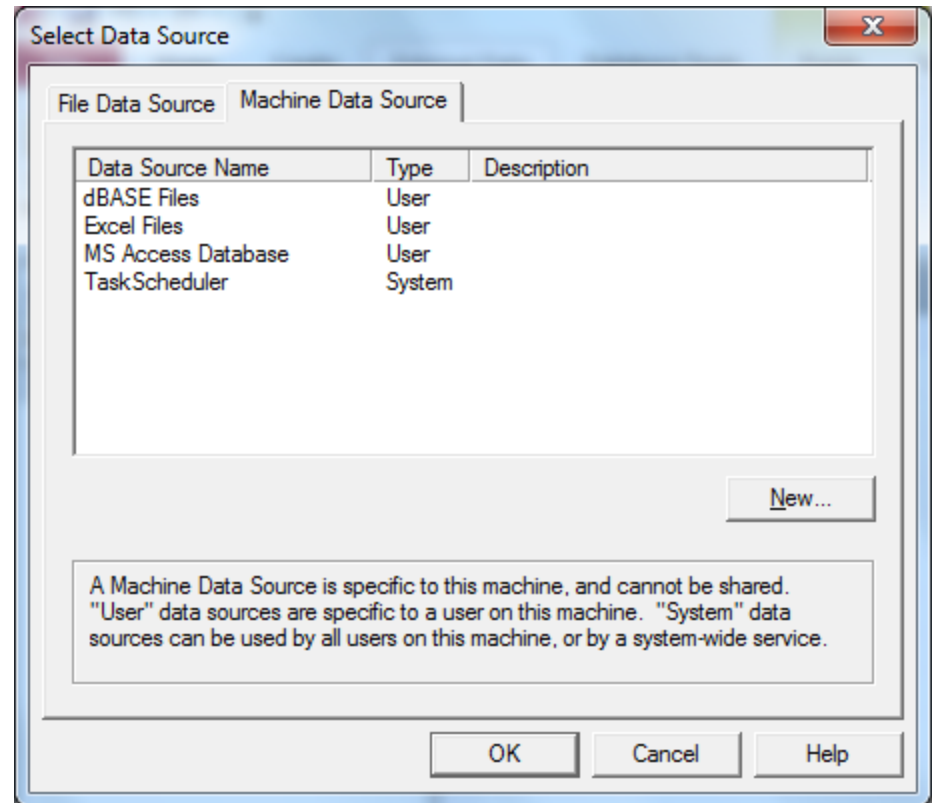 Select Data Source
File Data Source Machine Data Source
Data Source Name Type Description
dBASE Files User
Excel Files User
MS Access Database User
TaskScheduler System
New...
A Machine Data Source is specific to this machine, and cannot be shared.
"User" data sources are specific to a user on this machine. "System" data
sources can be used by all users on this machine, or by a system-wide service.
OK Cancel Help